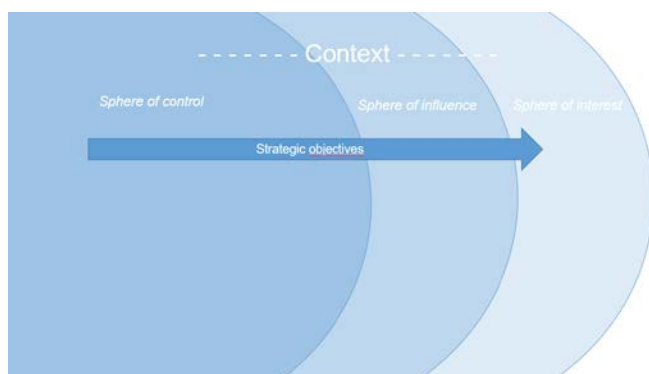 Context
Sphere of control
Sphere of influence
Sphere of interest
Strategic objectives